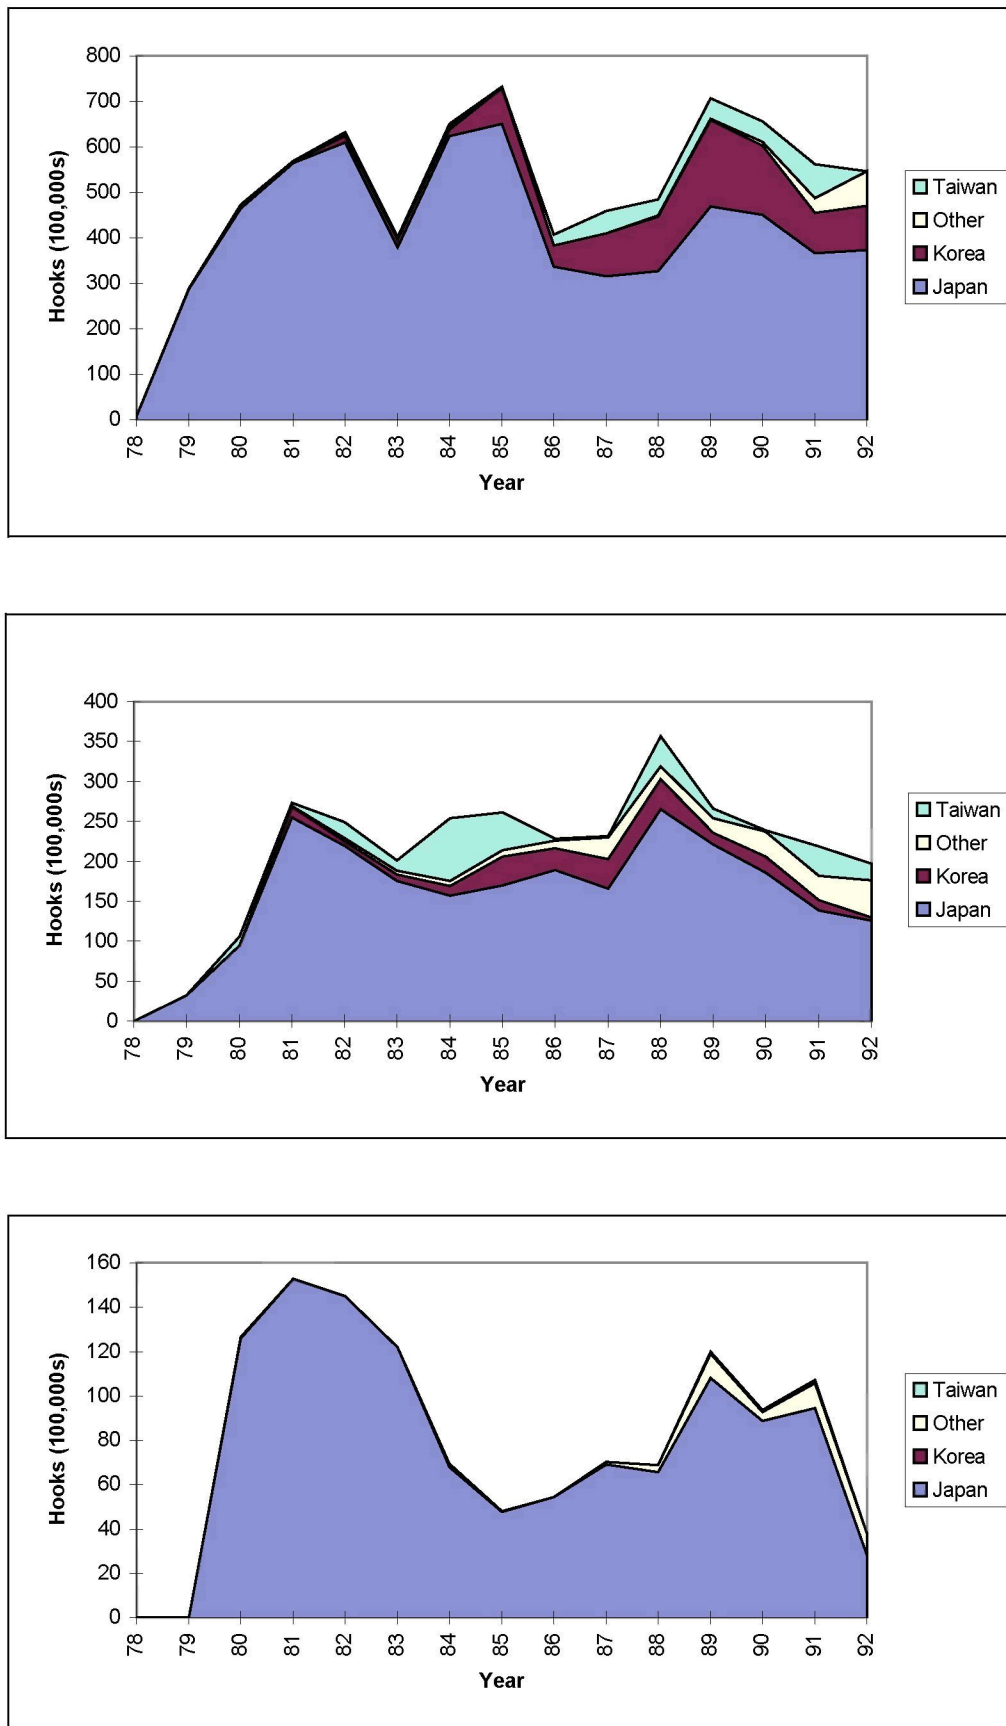 800
700
600
500
400
300
200
100
0
Hooks (100,000s)
78 79 80 81 82 83 84 85 86 87 88 89 90 91 92
Year
Taiwan
Other
Korea
Japan
400
350
300
250
200
150
100
50
0
Hooks (100,000s)
78 79 80 81 82 83 84 85 86 87 88 89 90 91 92
Year
Taiwan
Other
Korea
Japan
160
140
120
100
80
60
40
20
0
Hooks (100,000s)
78 79 80 81 82 83 84 85 86 87 88 89 90 91 92
Year
Taiwan
Other
Korea
Japan